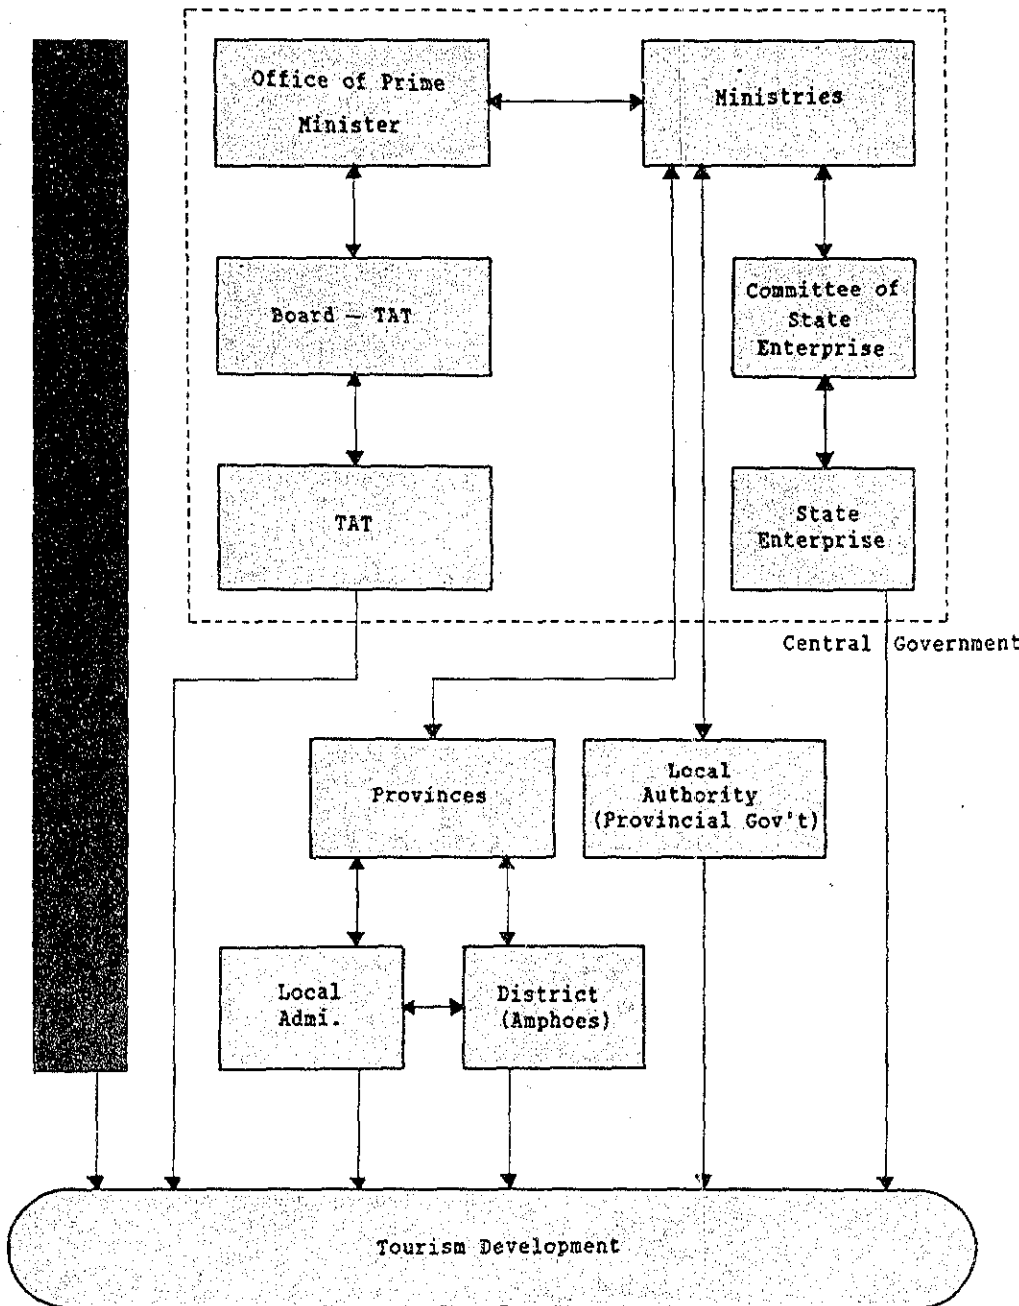 Office of Prime
Minister
Ministries
Board — TAT
Committee of
State
Enterprise
TAT
State
Enterprise
Central Government
Provinces
Local
Authority
(Provincial Gov't)
Local
Admi.
District
(Amphoes)
Tourism Development